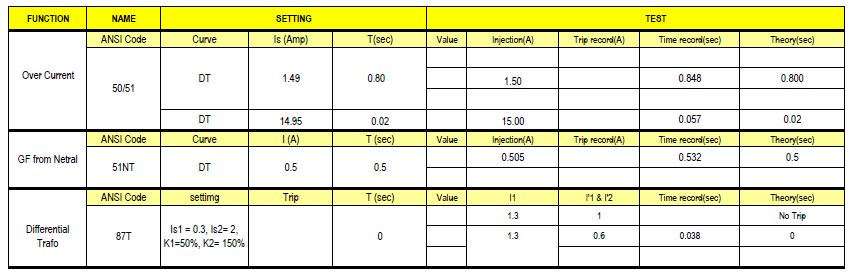 FUNCTION NAME SETTING TEST
ANSI Code Curve Is (Amp) T(sec) Value Injection(A) Trip record(A) Time record(sec) Theory(sec)
Over Current 50/51 DT 1.49 0.80 1.50 0.848 0.800
DT 14.95 0.02 15.00 0.057 0.02
ANSI Code Curve I (A) T (sec) Value Injection(A) Trip record(A) Time record(sec) Theory(sec)
GF from Netral 51NT DT 0.5 0.5 0.505 0.532 0.5
ANSI Code settimg Trip T (sec) Value I1 I'1 & I'2 Time record(sec) Theory(sec)
1.3 1 No Trip
Differential Trafo 87T Is1 = 0.3, Is2= 2, K1=50%, K2= 150% 0 1.3 0.6 0.038 0